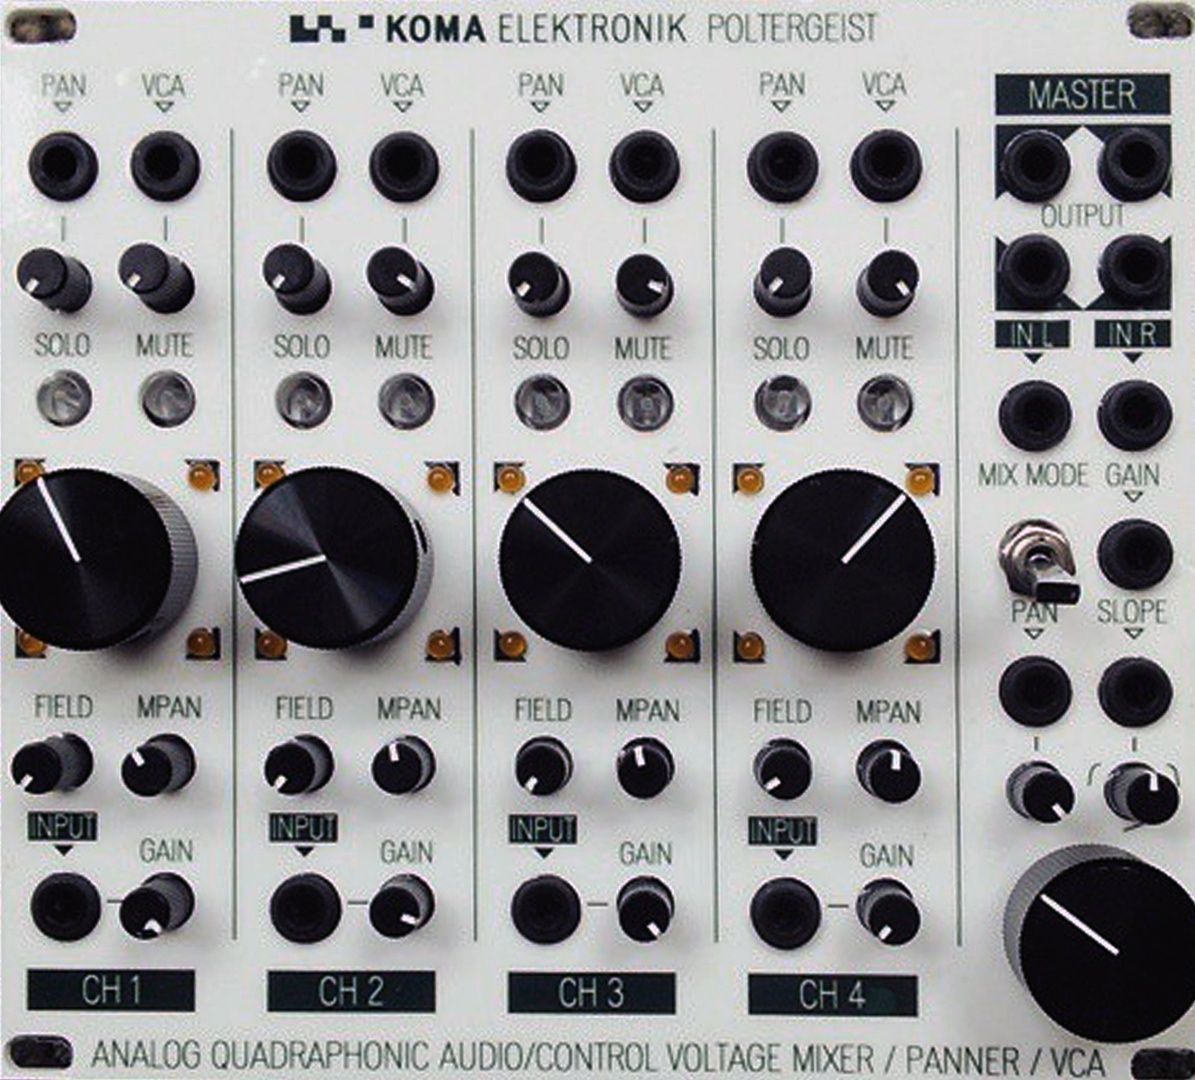 KOMA ELEKTRONIK POLTERGEIST
PAN VCA PAN VCA PAN VCA PAN VCA
MASTER
OUTPUT
IN L IN R
SOLO MUTE SOLO MUTE SOLO MUTE SOLO MUTE
MIX MODE GAIN
PAN SLOPE
FIELD MPAN FIELD MPAN FIELD MPAN FIELD MPAN
INPUT GAIN INPUT GAIN INPUT GAIN INPUT GAIN
CH 1 CH 2 CH 3 CH 4
ANALOG QUADRAPHONIC AUDIO/CONTROL VOLTAGE MIXER / PANNER / VCA